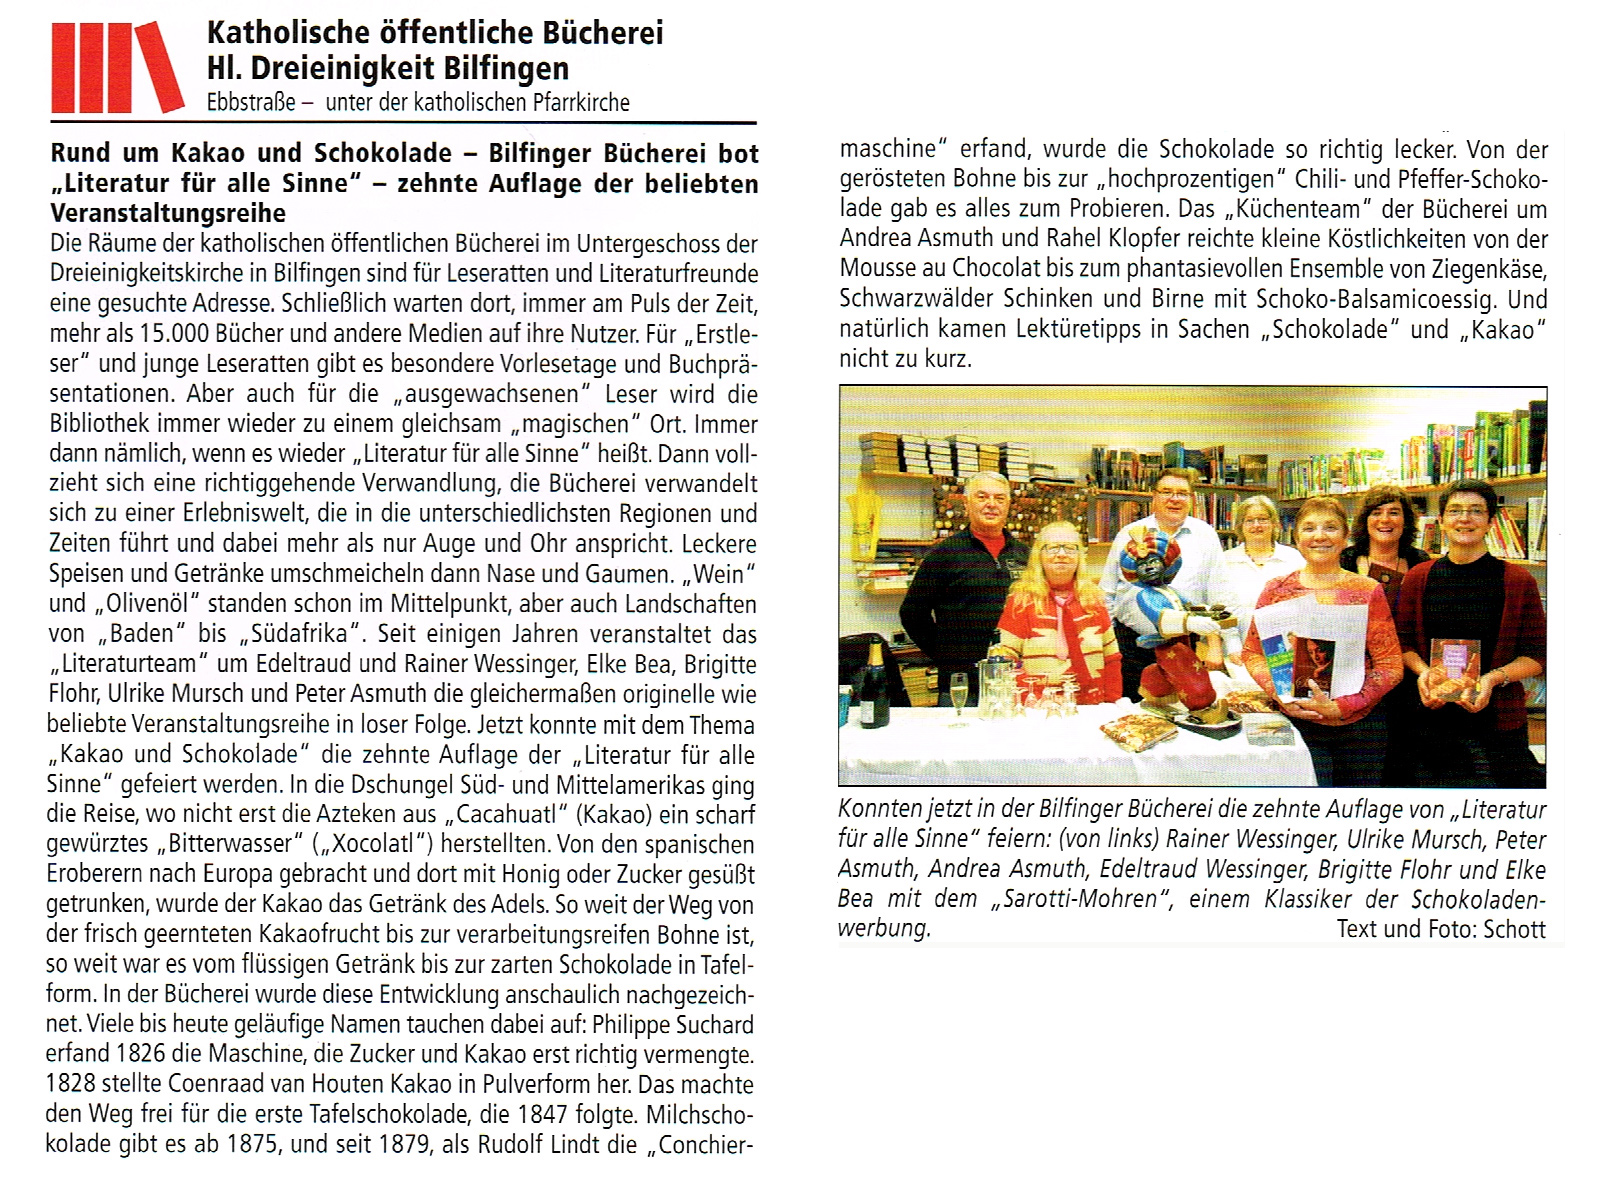 Katholische öffentliche Bücherei
Hl. Dreieinigkeit Bilfingen
Ebbstraße – unter der katholischen Pfarrkirche
Rund um Kakao und Schokolade – Bilfinger Bücherei bot
„Literatur für alle Sinne“ – zehnte Auflage der beliebten
Veranstaltungsreihe
Die Räume der katholischen öffentlichen Bücherei im Untergeschoss der
Dreieinigkeitskirche in Bilfingen sind für Leseratten und Literaturfreunde
eine gesuchte Adresse. Schließlich warten dort, immer am Puls der Zeit,
mehr als 15.000 Bücher und andere Medien auf ihre Nutzer. Für „Erstle-
ser“ und junge Leseratten gibt es besondere Vorlesetage und Buchprä-
sentationen. Aber auch für die „ausgewachsenen“ Leser wird die
Bibliothek immer wieder zu einem gleichsam „magischen“ Ort. Immer
dann nämlich, wenn es wieder „Literatur für alle Sinne“ heißt. Dann voll-
zieht sich eine richtiggehende Verwandlung, die Bücherei verwandelt
sich zu einer Erlebniswelt, die in die unterschiedlichsten Regionen und
Zeiten führt und dabei mehr als nur Auge und Ohr anspricht. Leckere
Speisen und Getränke umschmeicheln dann Nase und Gaumen. „Wein“
und „Olivenöl“ standen schon im Mittelpunkt, aber auch Landschaften
von „Baden“ bis „Südafrika“. Seit einigen Jahren veranstaltet das
„Literaturteam“ um Edeltraud und Rainer Wessinger, Elke Bea, Brigitte
Flohr, Ulrike Mursch und Peter Asmuth die gleichermaßen originelle wie
beliebte Veranstaltungsreihe in loser Folge. Jetzt konnte mit dem Thema
„Kakao und Schokolade“ die zehnte Auflage der „Literatur für alle
Sinne“ gefeiert werden. In die Dschungel Süd- und Mittelamerikas ging
die Reise, wo nicht erst die Azteken aus „Cacahuatl“ (Kakao) ein scharf
gewürztes „Bitterwasser“ („Xocolatl“) herstellten. Von den spanischen
Eroberern nach Europa gebracht und dort mit Honig oder Zucker gesüßt
getrunken, wurde der Kakao das Getränk des Adels. So weit der Weg von
der frisch geernteten Kakaofrucht bis zur verarbeitungsreifen Bohne ist,
so weit war es vom flüssigen Getränk bis zur zarten Schokolade in Tafel-
form. In der Bücherei wurde diese Entwicklung anschaulich nachgezeich-
net. Viele bis heute geläufige Namen tauchen dabei auf: Philippe Suchard
erfand 1826 die Maschine, die Zucker und Kakao erst richtig vermengte.
1828 stellte Coenraad van Houten Kakao in Pulverform her. Das machte
den Weg frei für die erste Tafelschokolade, die 1847 folgte. Milchscho-
kolade gibt es ab 1875, und seit 1879, als Rudolf Lindt die „Conchier-
maschine“ erfand, wurde die Schokolade so richtig lecker. Von der
gerösteten Bohne bis zur „hochprozentigen“ Chili- und Pfeffer-Schoko-
lade gab es alles zum Probieren. Das „Küchenteam“ der Bücherei um
Andrea Asmuth und Rahel Klopfer reichte kleine Köstlichkeiten von der
Mousse au Chocolat bis zum phantasievollen Ensemble von Ziegenkäse,
Schwarzwälder Schinken und Birne mit Schoko-Balsamicoessig. Und
natürlich kamen Lektüretipps in Sachen „Schokolade“ und „Kakao“
nicht zu kurz.
Konnten jetzt in der Bilfinger Bücherei die zehnte Auflage von „Literatur
für alle Sinne“ feiern: (von links) Rainer Wessinger, Ulrike Mursch, Peter
Asmuth, Andrea Asmuth, Edeltraud Wessinger, Brigitte Flohr und Elke
Bea mit dem „Sarotti-Mohren“, einem Klassiker der Schokoladen-
werbung. Text und Foto: Schott